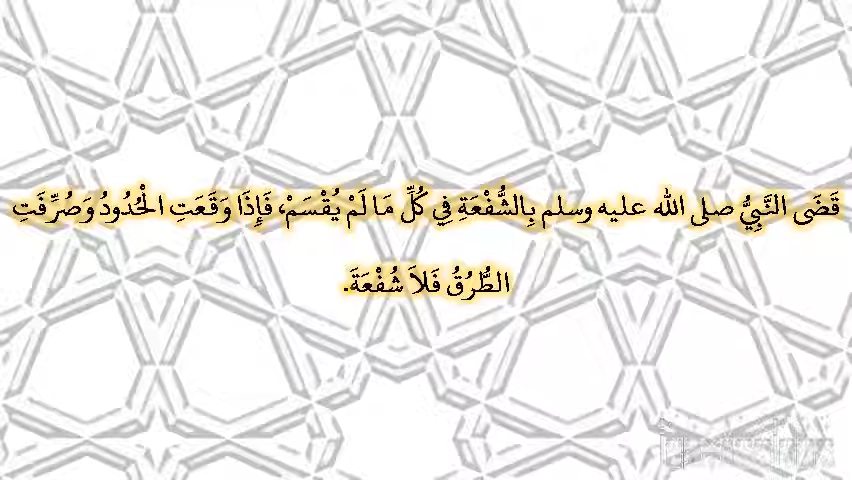 قَضَى النَّبِيُّ صلى الله عليه وسلم بِالشُّفْعَةِ فِي كُلِّ مَا لَمْ يُقْسَمْ، فَإِذَا وَقَعَتِ الْحُدُودُ وَصُرِّفَتِ
الطُّرُقُ فَلاَ شُفْعَةَ.